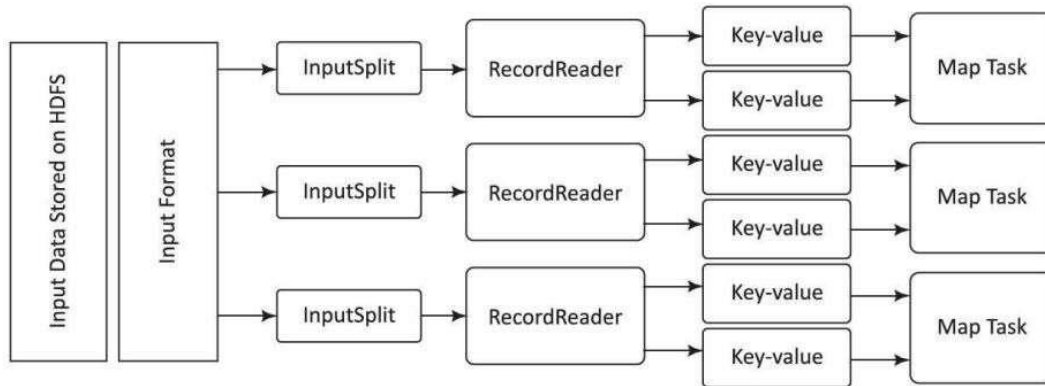 Input Data Stored on HDFS
Input Format
InputSplit
RecordReader
Key-value
Key-value
Map Task
InputSplit
RecordReader
Key-value
Key-value
Map Task
InputSplit
RecordReader
Key-value
Key-value
Map Task